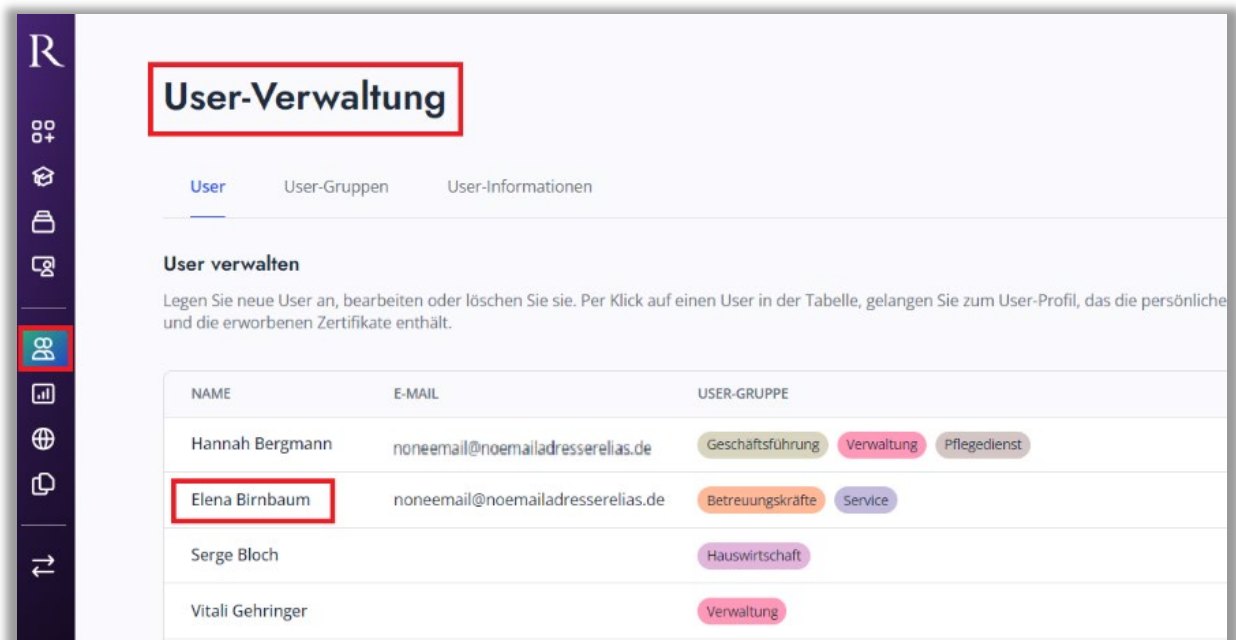 R
User-Verwaltung
User User-Gruppen User-Informationen
User verwalten
Legen Sie neue User an, bearbeiten oder löschen Sie sie. Per Klick auf einen User in der Tabelle, gelangen Sie zum User-Profil, das die persönliche
und die erworbenen Zertifikate enthält.
NAME E-MAIL USER-GRUPPE
Hannah Bergmann noneemail@noemailadresserelias.de Geschäftsführung Verwaltung Pflegedienst
Elena Birnbaum noneemail@noemailadresserelias.de Betreuungskräfte Service
Serge Bloch Hauswirtschaft
Vitali Gehringer Verwaltung